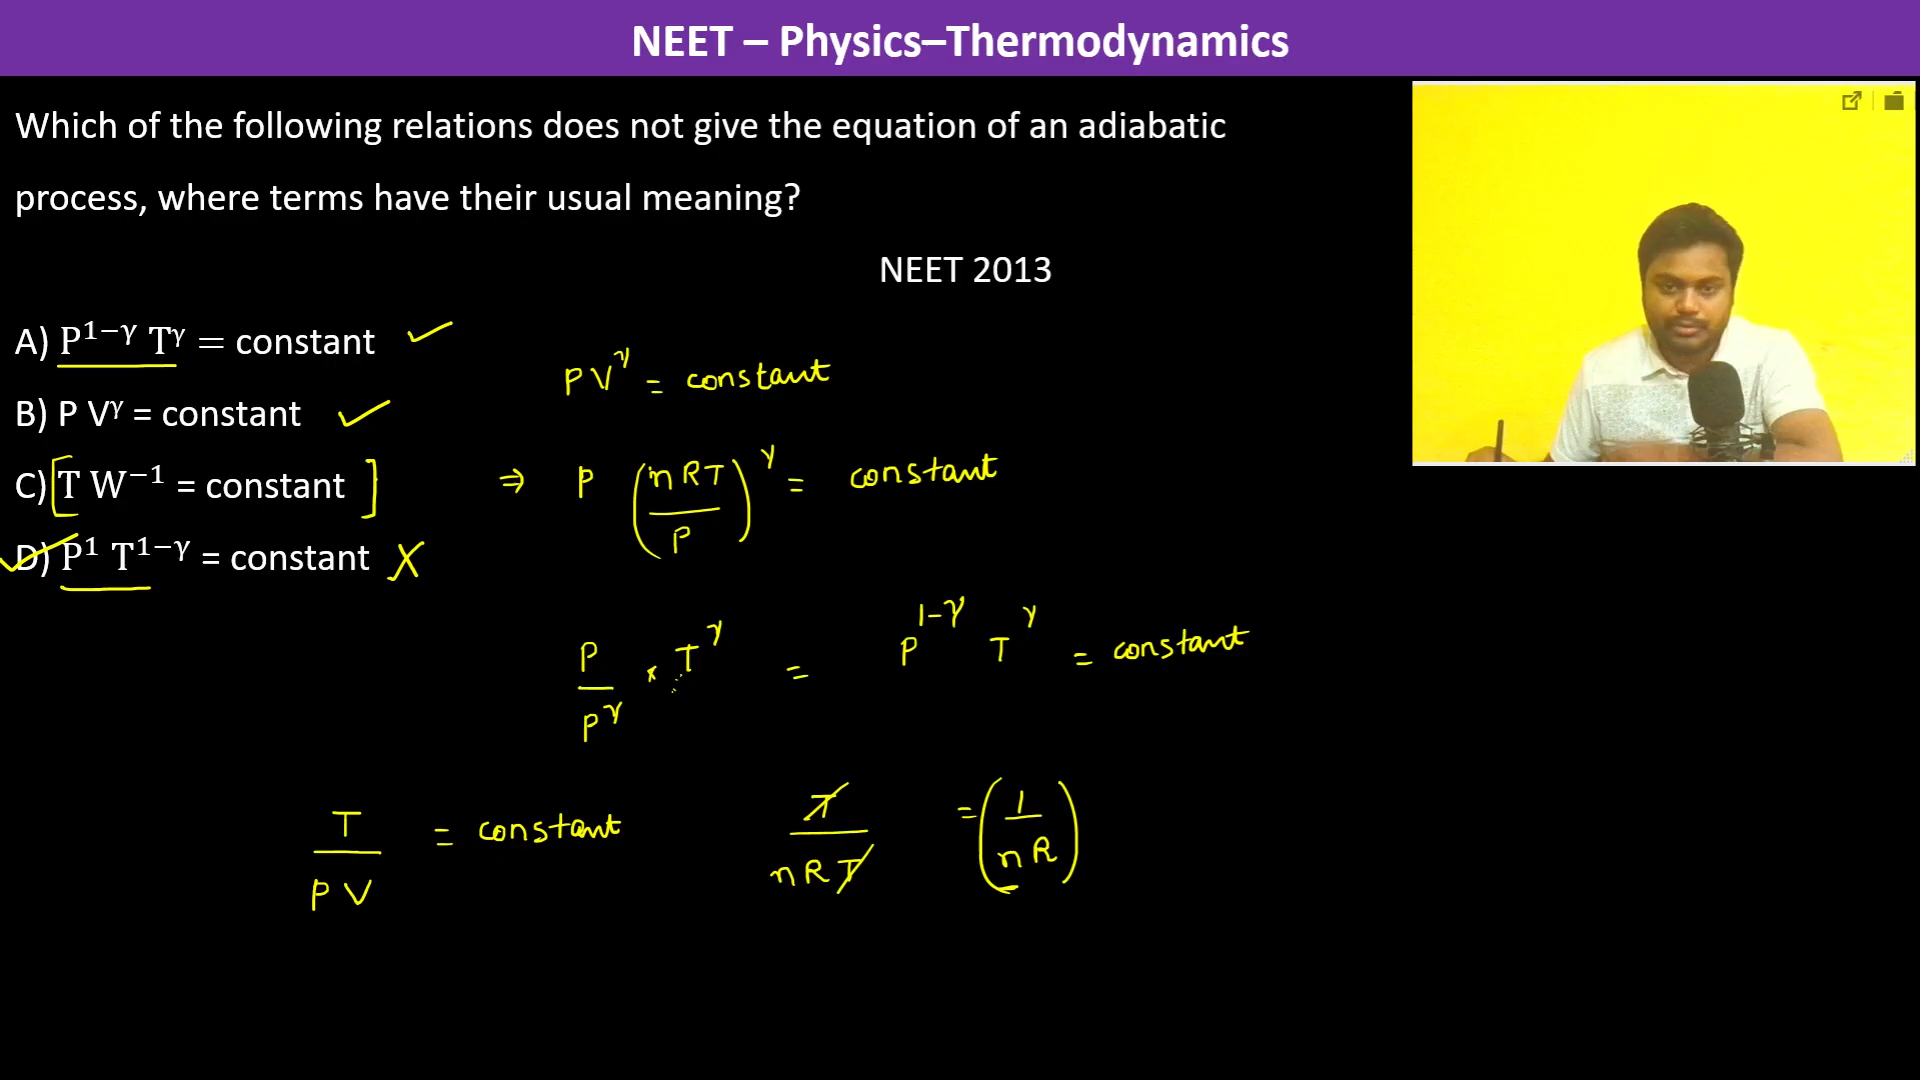 NEET – Physics–Thermodynamics
Which of the following relations does not give the equation of an adiabatic
process, where terms have their usual meaning?
NEET 2013
A) P^{1−γ} T^γ = constant ✓
B) P V^γ = constant ✓
C) [T W^{−1} = constant ]
✓ D) P^1 T^{1−γ} = constant X
PV^γ = constant
⇒ P (nRT/P)^γ = constant
P/P^γ × T^γ = P^{1-γ} T^γ = constant
T/PV = constant T/nRT = (1/nR)